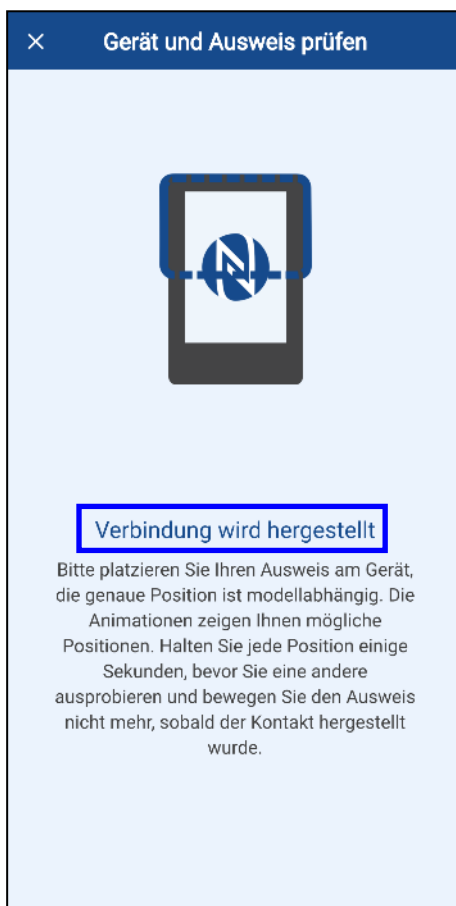 Gerät und Ausweis prüfen
Verbindung wird hergestellt
Bitte platzieren Sie Ihren Ausweis am Gerät,
die genaue Position ist modellabhängig. Die
Animationen zeigen Ihnen mögliche
Positionen. Halten Sie jede Position einige
Sekunden, bevor Sie eine andere
ausprobieren und bewegen Sie den Ausweis
nicht mehr, sobald der Kontakt hergestellt
wurde.